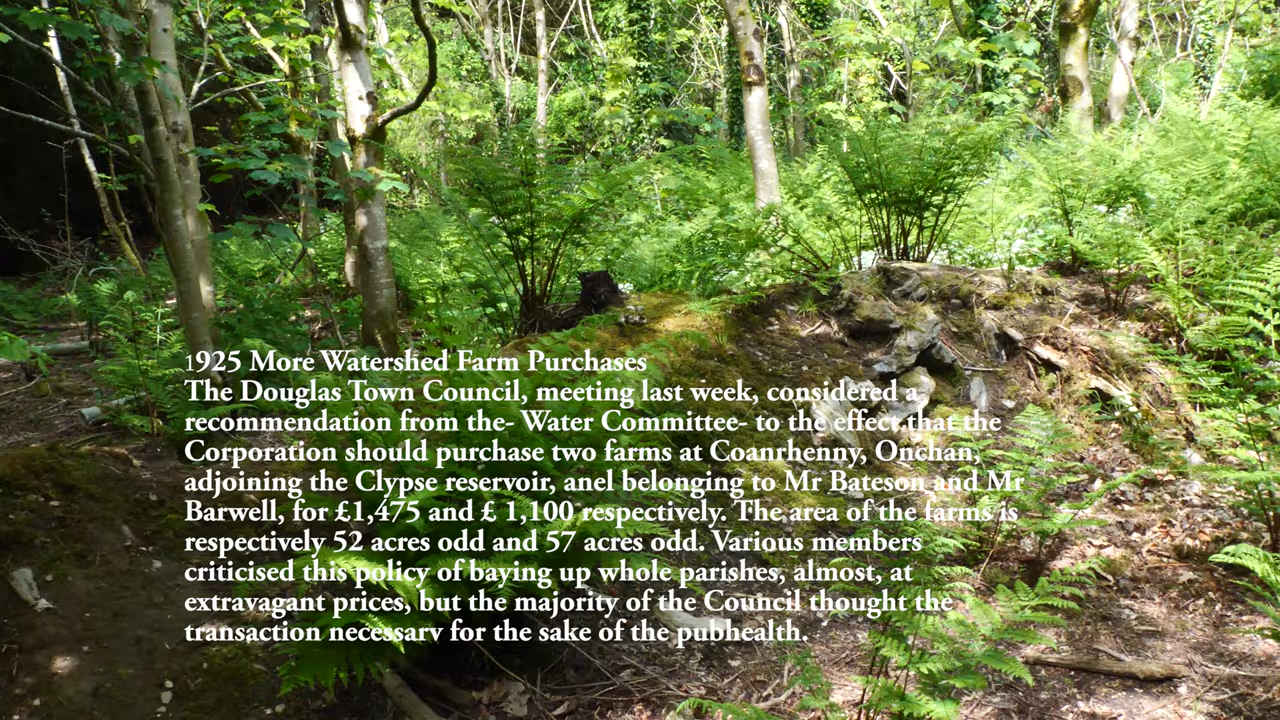 1925 More Watershed Farm Purchases
The Douglas Town Council, meeting last week, considered a
recommendation from the- Water Committee- to the effect that the
Corporation should purchase two farms at Coanrhenny, Onchan,
adjoining the Clypse reservoir, anel belonging to Mr Bateson and Mr
Barwell, for £1,475 and £ 1,100 respectively. The area of the farms is
respectively 52 acres odd and 57 acres odd. Various members
criticised this policy of baying up whole parishes, almost, at
extravagant prices, but the majority of the Council thought the
transaction necessarv for the sake of the pubhealth.